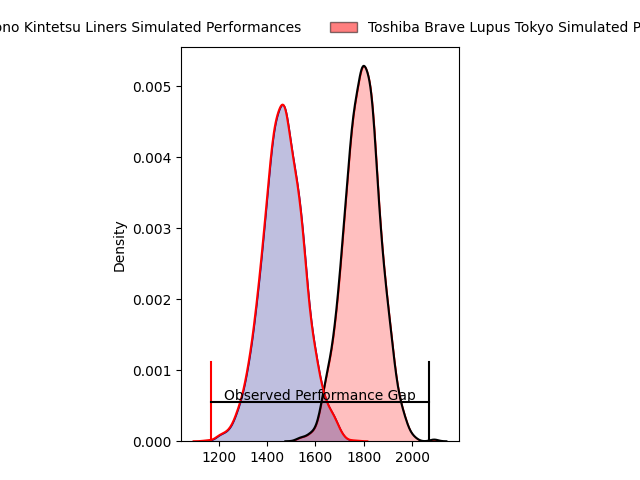 Kintetsu Liners Simulated Performances
Toshiba Brave Lupus Tokyo Simulated
0.005
0.004
0.003
0.002
0.001
0.000
Density
Observed Performance Gap
1200 1400 1600 1800 2000